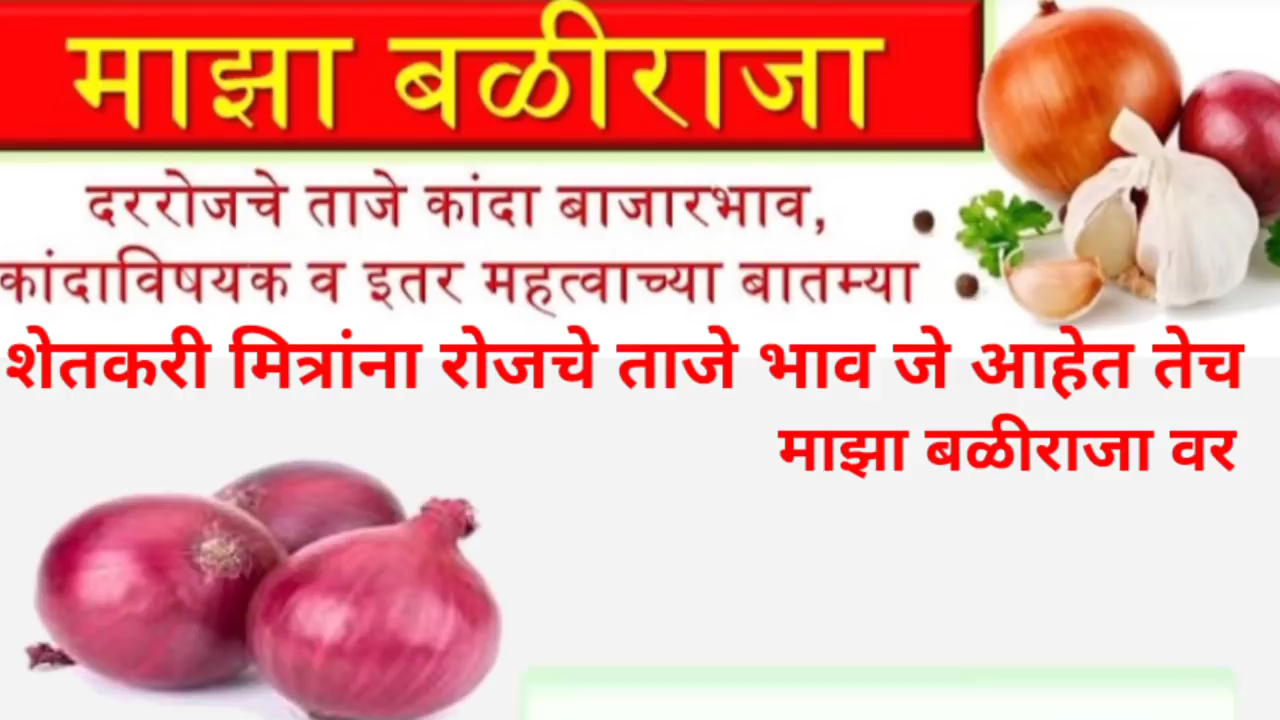 माझा बळीराजा
दररोजचे ताजे कांदा बाजारभाव,
कांदाविषयक व इतर महत्वाच्या बातम्या
शेतकरी मित्रांना रोजचे ताजे भाव जे आहेत तेच
माझा बळीराजा वर